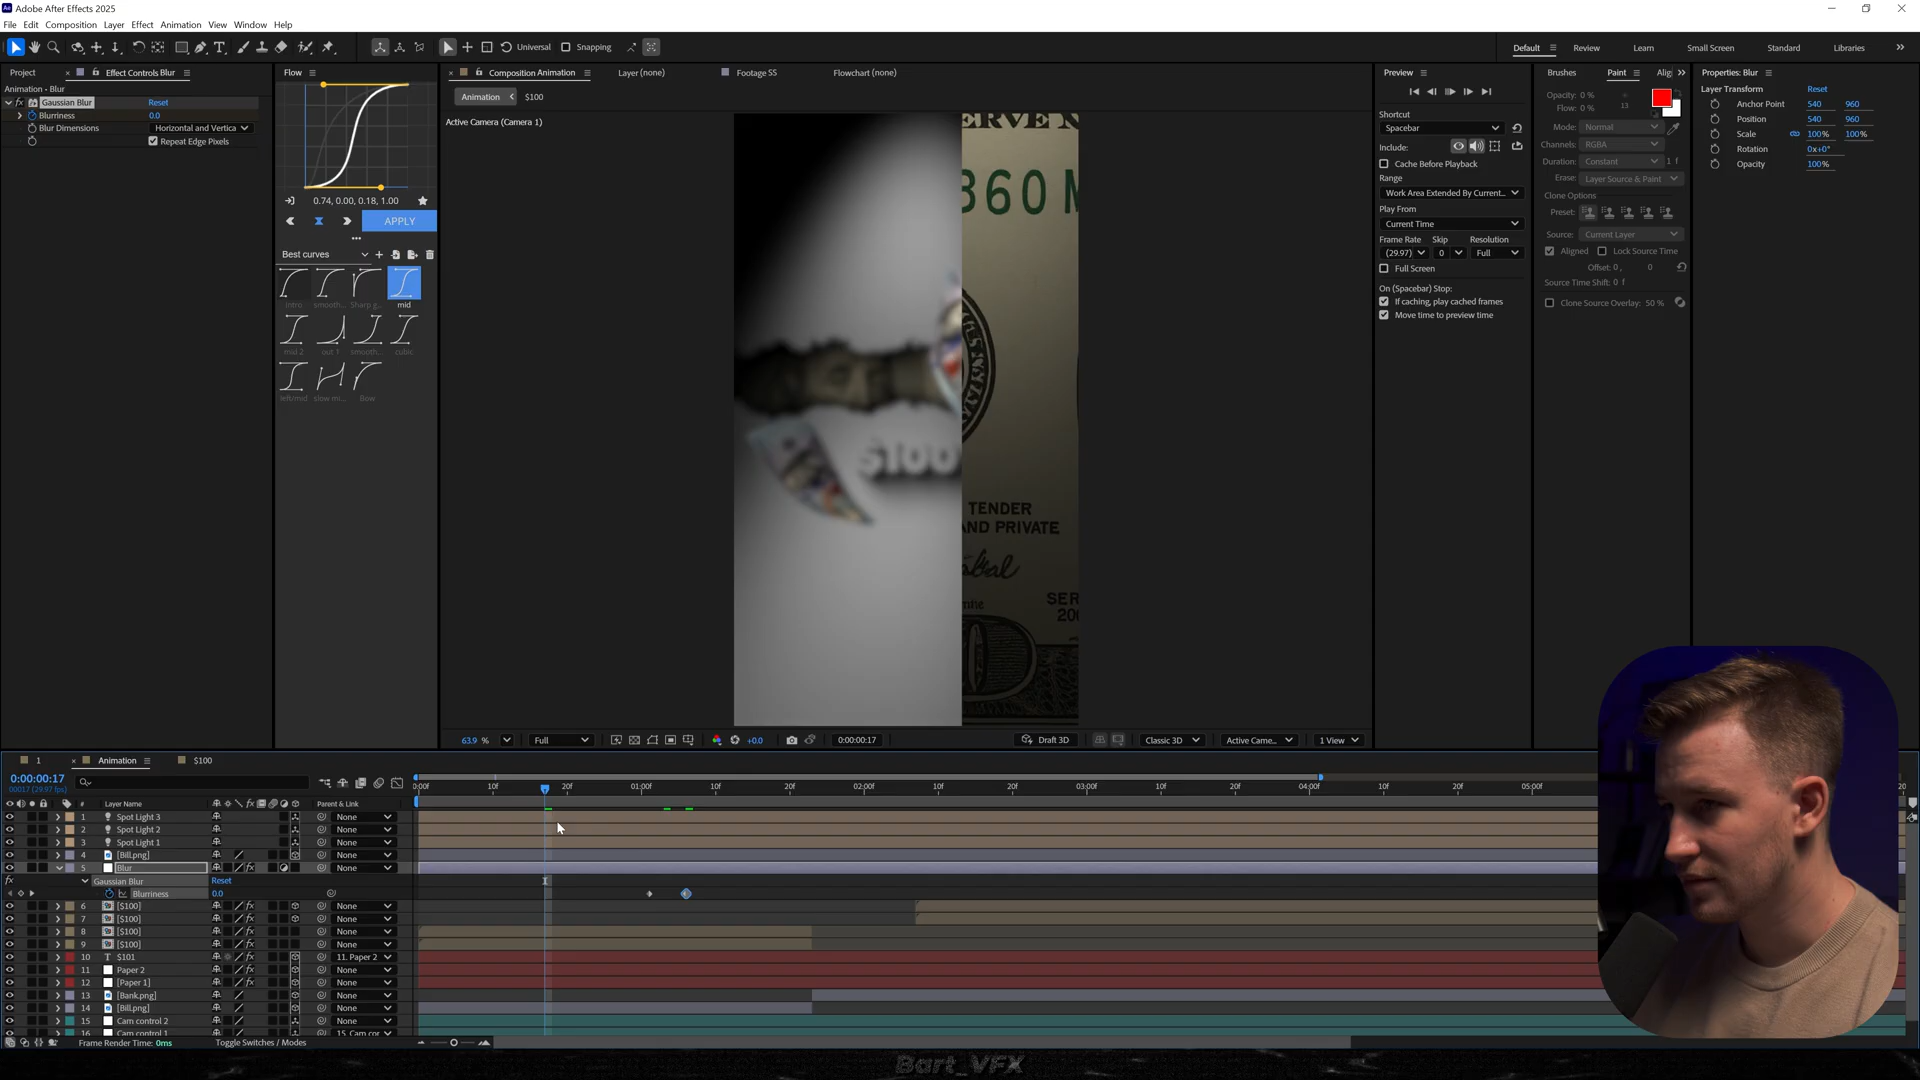 Adobe After Effects 2025
File Edit Composition Layer Effect Animation View Window Help
Universal Snapping
Default Review Learn Small Screen Standard Libraries
Project Effect Controls Blur
Animation - Blur
Gaussian Blur Reset
Blurriness 0.0
Blur Dimensions Horizontal and Vertica
Repeat Edge Pixels
Flow
0.74, 0.00, 0.18, 1.00
APPLY
Best curves
intro smooth... Sharp g... mid
mid 2 out 1 smooth... cubic
left/mid slow mi... Bow
Composition Animation Layer (none) Footage SS Flowchart (none)
Animation $100
Active Camera (Camera 1)
ERVE N
360 M
$100
TENDER
AND PRIVATE
SER
200
63.9 % Full +0.0 0:00:00:17 Draft 3D Classic 3D Active Came... 1 View
Preview
Shortcut
Spacebar
Include:
Cache Before Playback
Range
Work Area Extended By Current...
Play From
Current Time
Frame Rate Skip Resolution
(29.97) 0 Full
Full Screen
On (Spacebar) Stop:
If caching, play cached frames
Move time to preview time
Brushes Paint Alig
Opacity: 0 %
Flow: 0 % 13
Mode: Normal
Channels: RGBA
Duration: Constant 1 f
Erase: Layer Source & Paint
Clone Options
Preset:
Source: Current Layer
Aligned Lock Source Time
Offset: 0 , 0
Source Time Shift: 0 f
Clone Source Overlay: 50 %
Properties: Blur
Layer Transform Reset
Anchor Point 540 960
Position 540 960
Scale 100% 100%
Rotation 0x+0°
Opacity 100%
1 Animation $100
0:00:00:17
00017 (29.97 fps)
# Layer Name Parent & Link
0:00f 10f 20f 01:00f 10f 20f 02:00f 10f 20f 03:00f 10f 20f 04:00f 10f 20f 05:00f 20
1 Spot Light 3 None
2 Spot Light 2 None
3 Spot Light 1 None
4 [Bill.png] None
5 Blur None
Gaussian Blur Reset
Blurriness 0.0
6 [$100] None
7 [$100] None
8 [$100] None
9 [$100] None
10 T $101 11. Paper 2
11 Paper 2 None
12 [Paper 1] None
13 [Bank.png] None
14 [Bill.png] None
15 Cam control 2 None
16 Cam control 1 15. Cam cor
Frame Render Time: 0ms Toggle Switches / Modes
Bart_VFX